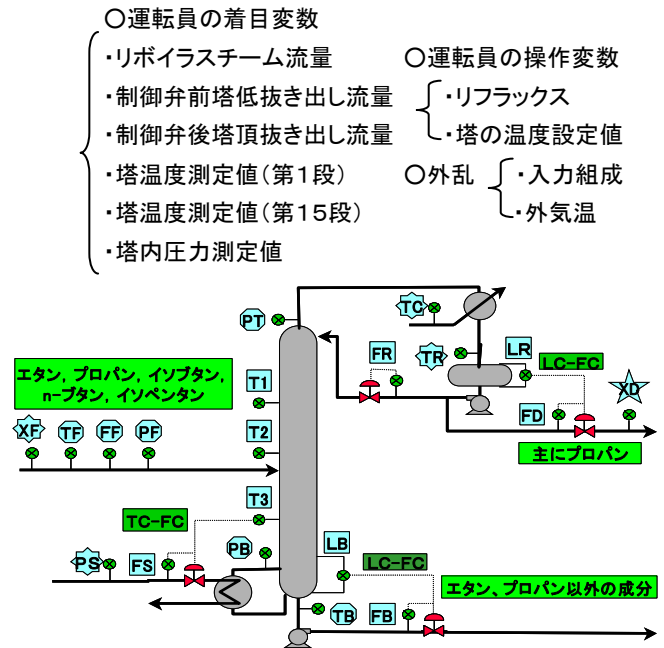 ○運転員の着目変数
・リボイラスチーム流量
・制御弁前塔低抜き出し流量
・制御弁後塔頂抜き出し流量
・塔温度測定値(第1段)
・塔温度測定値(第15段)
・塔内圧力測定値
○運転員の操作変数
・リフラックス
・塔の温度設定値
○外乱
・入力組成
・外気温
TC
PT
FR
TR
LR
LC-FC
XD
FD
主にプロパン
エタン, プロパン, イソブタン,
n-ブタン, イソペンタン
T1
XF TF FF PF
T2
T3
TC-FC
PS FS
PB
LB
LC-FC
エタン、プロパン以外の成分
TB FB